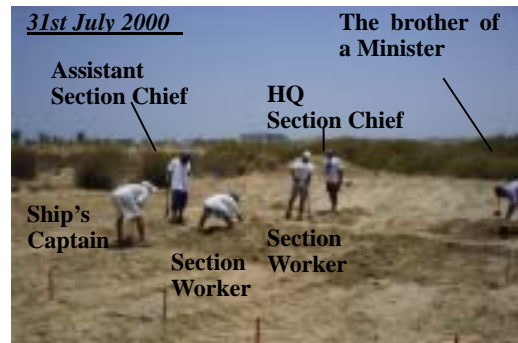 31st July 2000
The brother of
a Minister
Assistant
Section Chief
HQ
Section Chief
Ship's
Captain
Section
Worker
Section
Worker